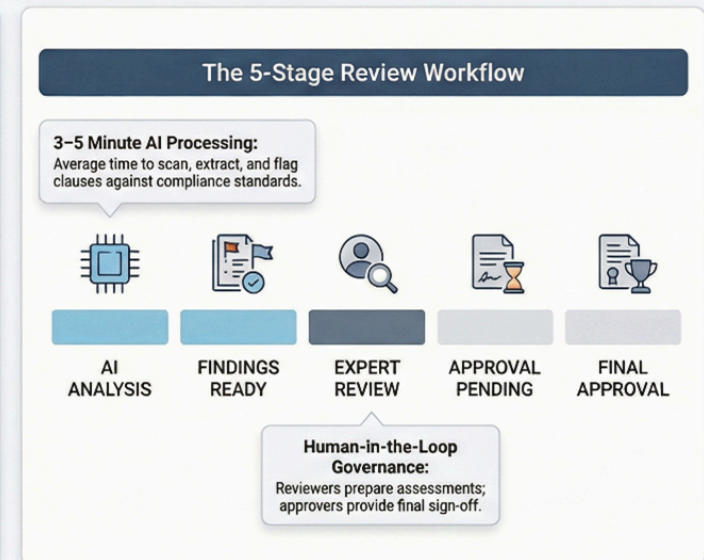 The 5-Stage Review Workflow
3–5 Minute AI Processing:
Average time to scan, extract, and flag
clauses against compliance standards.
AI
ANALYSIS
FINDINGS
READY
EXPERT
REVIEW
APPROVAL
PENDING
FINAL
APPROVAL
Human-in-the-Loop
Governance:
Reviewers prepare assessments;
approvers provide final sign-off.